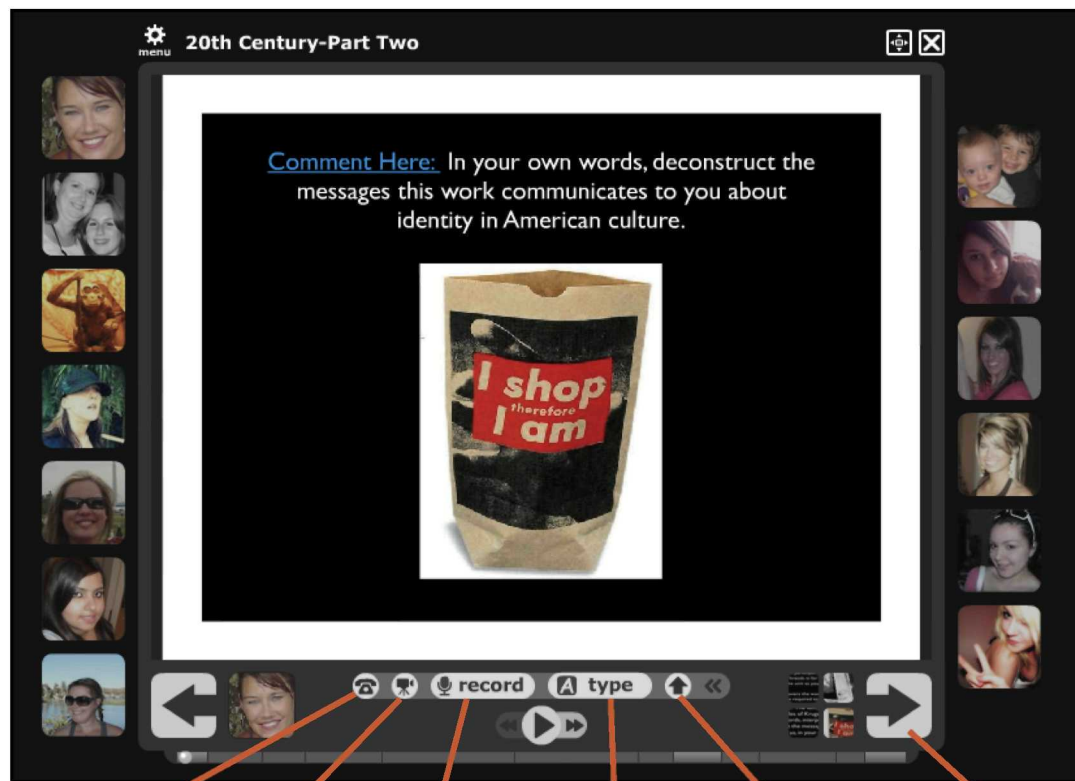 menu
20th Century-Part Two
Comment Here: In your own words, deconstruct the
messages this work communicates to you about
identity in American culture.
I shop
therefore
I am
record
A type